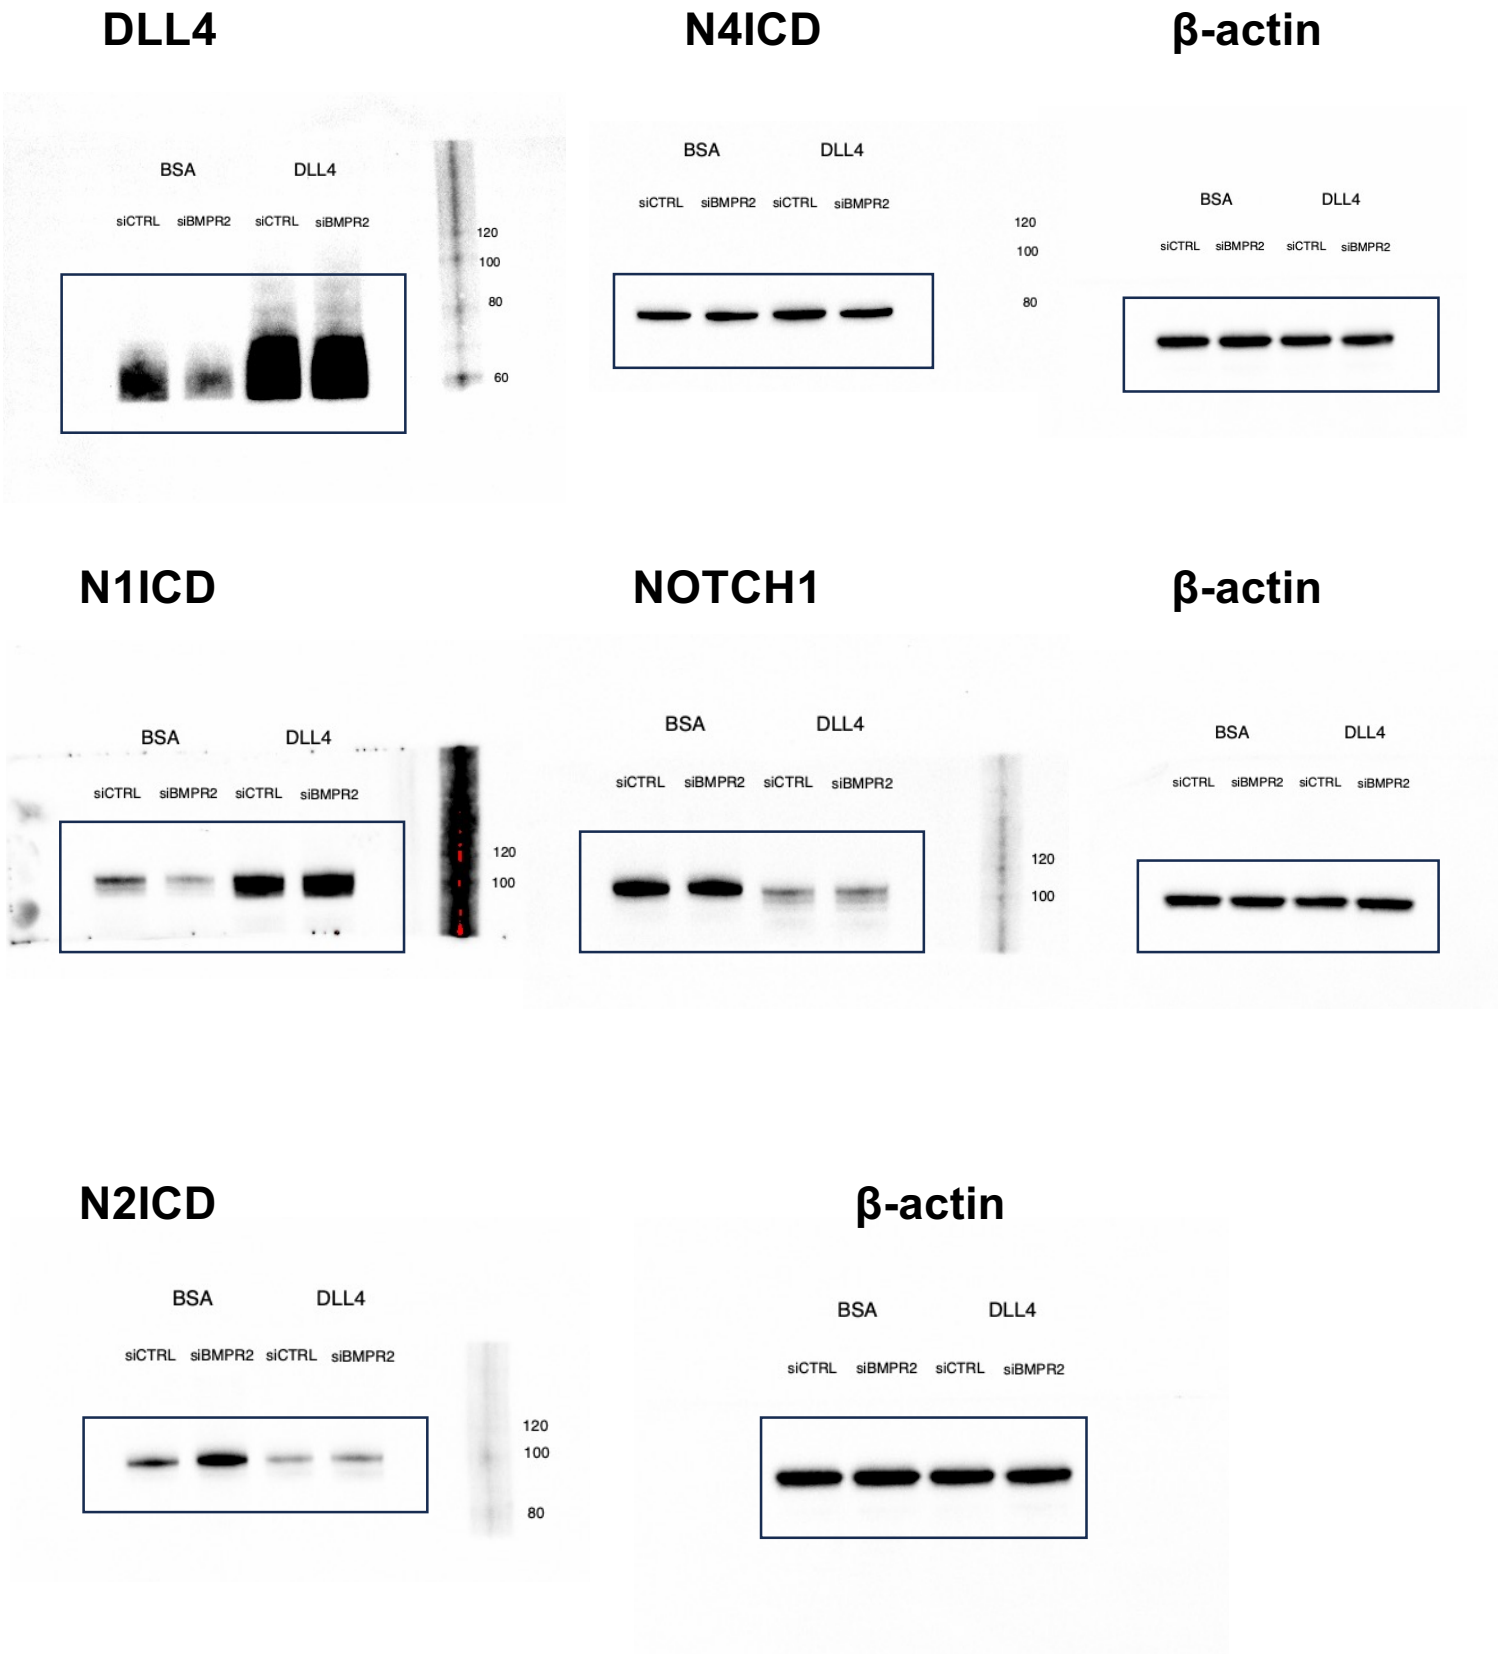 DLL4
N4ICD
β-actin
BSA DLL4
siCTRL siBMPR2 siCTRL siBMPR2
120
100
80
60
BSA DLL4
siCTRL siBMPR2 siCTRL siBMPR2
120
100
80
BSA DLL4
siCTRL siBMPR2 siCTRL siBMPR2
N1ICD
NOTCH1
β-actin
BSA DLL4
siCTRL siBMPR2 siCTRL siBMPR2
120
100
BSA DLL4
siCTRL siBMPR2 siCTRL siBMPR2
120
100
BSA DLL4
siCTRL siBMPR2 siCTRL siBMPR2
N2ICD
β-actin
BSA DLL4
siCTRL siBMPR2 siCTRL siBMPR2
120
100
80
BSA DLL4
siCTRL siBMPR2 siCTRL siBMPR2